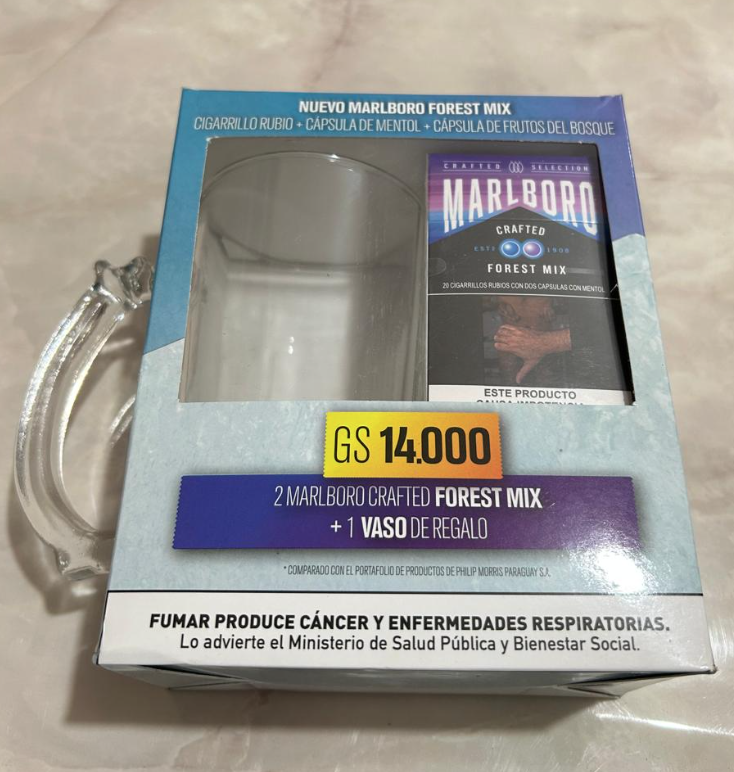 NUEVO MARLBORO FOREST MIX
CIGARRILLO RUBIO + CÁPSULA DE MENTOL + CÁPSULA DE FRUTOS DEL BOSQUE
CRAFTED SELECTION
MARLBORO
CRAFTED
ESTD 1908
FOREST MIX
20 CIGARRILLOS RUBIOS CON DOS CAPSULAS CON MENTOL
ESTE PRODUCTO
CAUSA IMPOTENCIA
GS 14.000
2 MARLBORO CRAFTED FOREST MIX
+ 1 VASO DE REGALO
* COMPARADO CON EL PORTAFOLIO DE PRODUCTOS DE PHILIP MORRIS PARAGUAY S.A.
FUMAR PRODUCE CÁNCER Y ENFERMEDADES RESPIRATORIAS.
Lo advierte el Ministerio de Salud Pública y Bienestar Social.